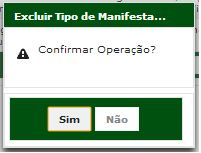 Excluir Tipo de Manifesta...
Confirmar Operação?
Sim
Não